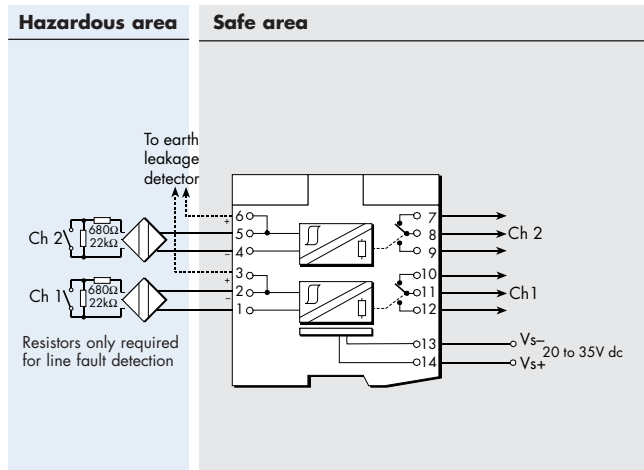 Hazardous area
Safe area
To earth
leakage
detector
+
6
5
4
–
3
+
2
–
1
7
8
9
10
11
12
13
14
Ch 2
680Ω
22kΩ
Ch 1
680Ω
22kΩ
Resistors only required
for line fault detection
Ch 2
Ch1
Vs–
20 to 35V dc
Vs+